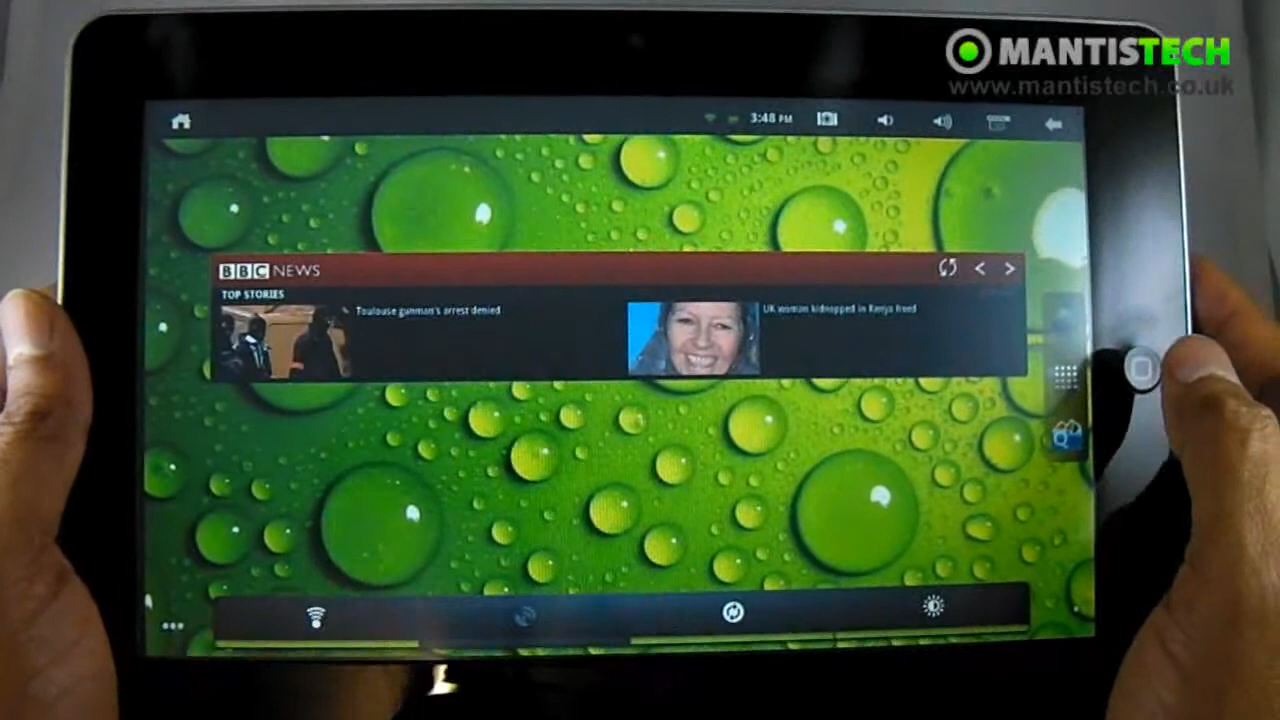 MANTISTECH
www.mantistech.co.uk
3:48 PM
BBC NEWS
TOP STORIES
Toulouse gunman's arrest denied
UK woman kidnapped in Kenya freed